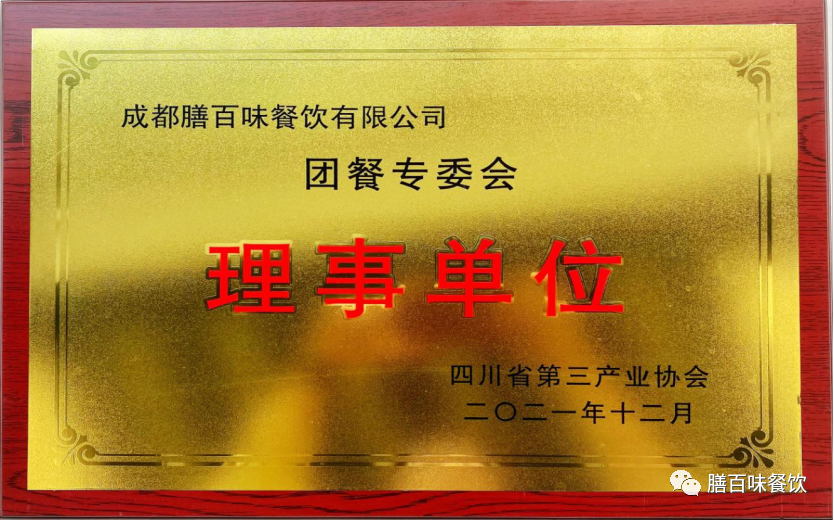 成都膳百味餐饮有限公司
团餐专委会
理事单位
四川省第三产业协会
二〇二一年十二月
膳百味餐饮